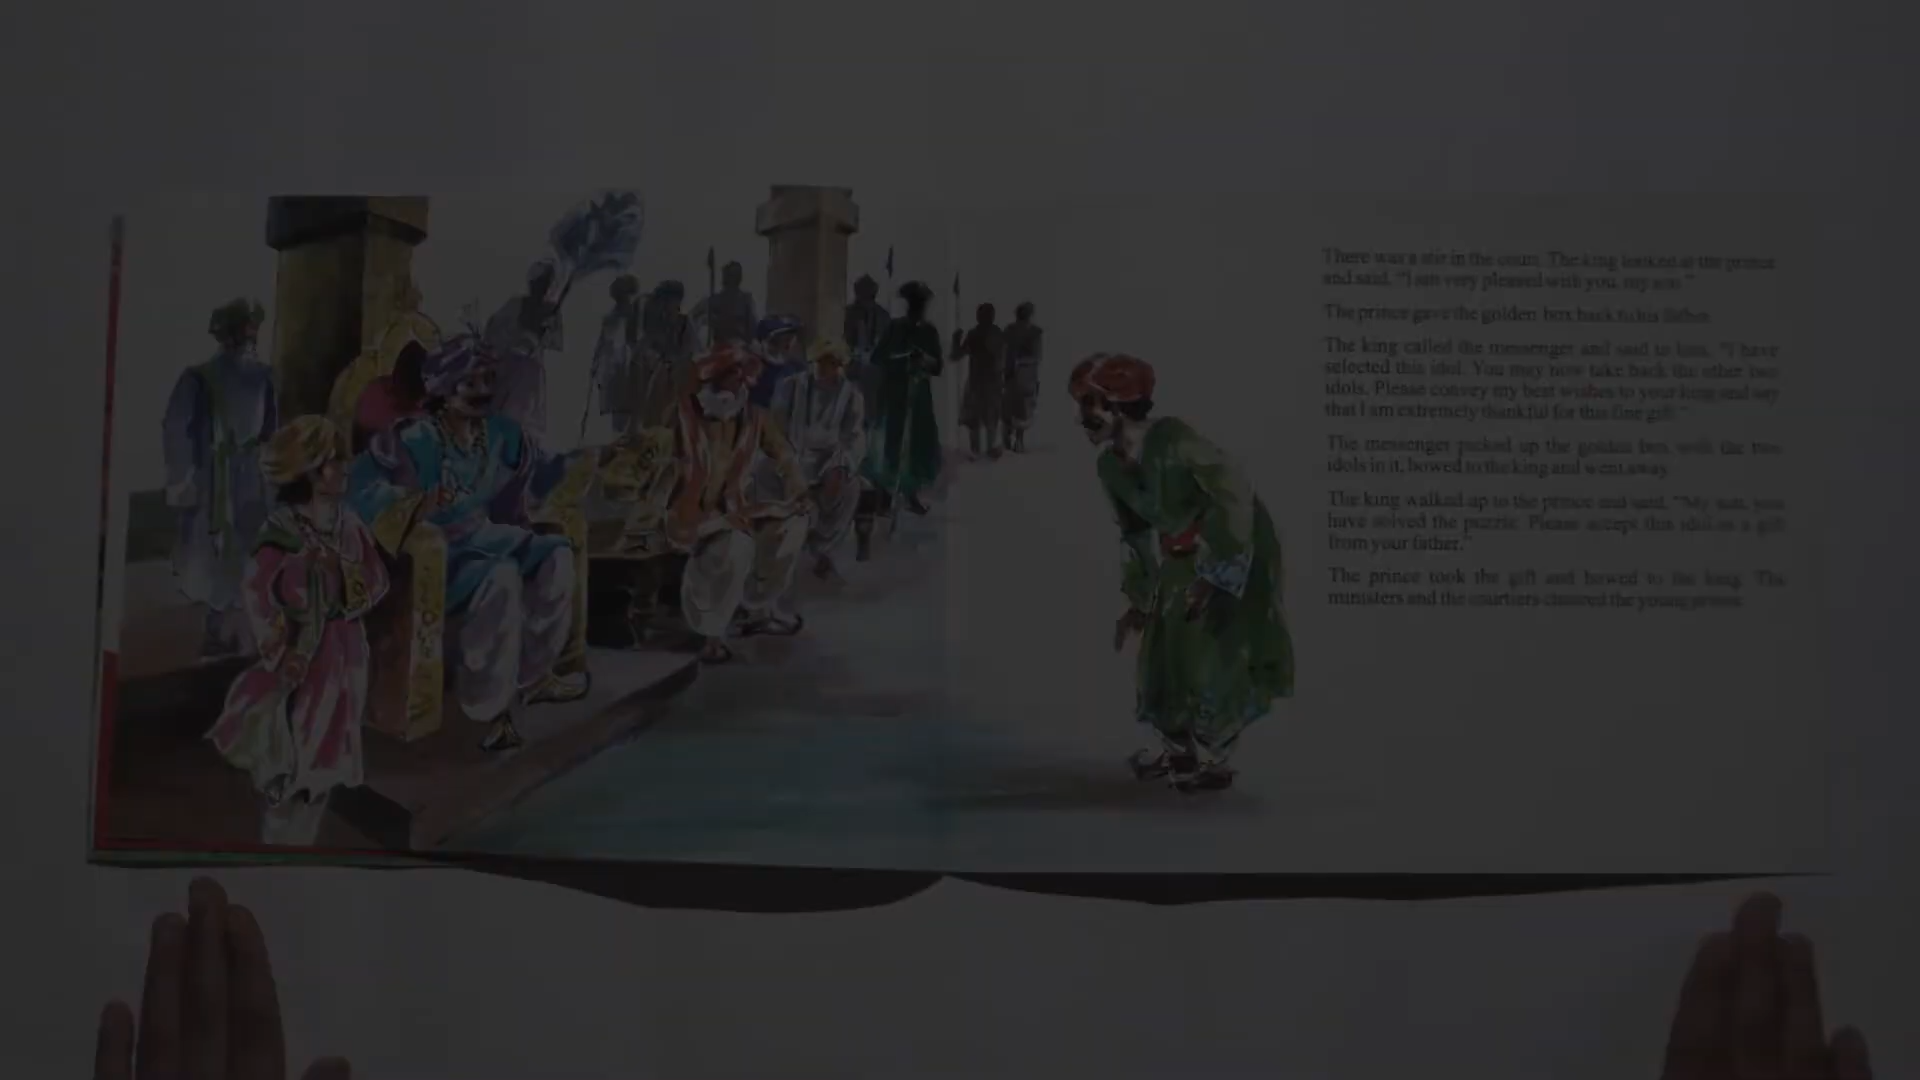 There was a stir in the court. The king looked at the prince
and said, "I am very pleased with you, my son."
The prince gave the golden box back to his father.
The king called the messenger and said to him, "I have
selected this idol. You may now take back the other two
idols. Please convey my best wishes to your king and say
that I am extremely thankful for this fine gift."
The messenger picked up the golden box with the two
idols in it, bowed to the king and went away.
The king walked up to the prince and said, "My son, you
have solved the puzzle. Please accept this idol as a gift
from your father."
The prince took the gift and bowed to the king. The
ministers and the courtiers cheered the young prince.